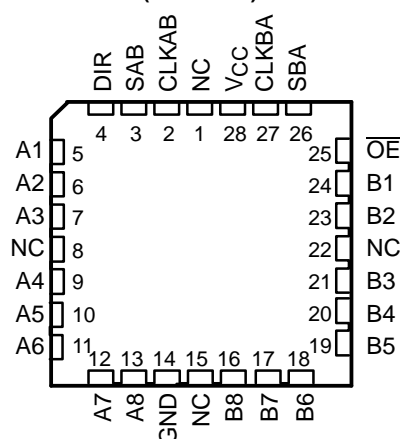 DIR SAB CLKAB NC VCC CLKBA SBA
4 3 2 1 28 27 26
A1 5 25 OE
A2 6 24 B1
A3 7 23 B2
NC 8 22 NC
A4 9 21 B3
A5 10 20 B4
A6 11 19 B5
12 13 14 15 16 17 18
A7 A8 GND NC B8 B7 B6